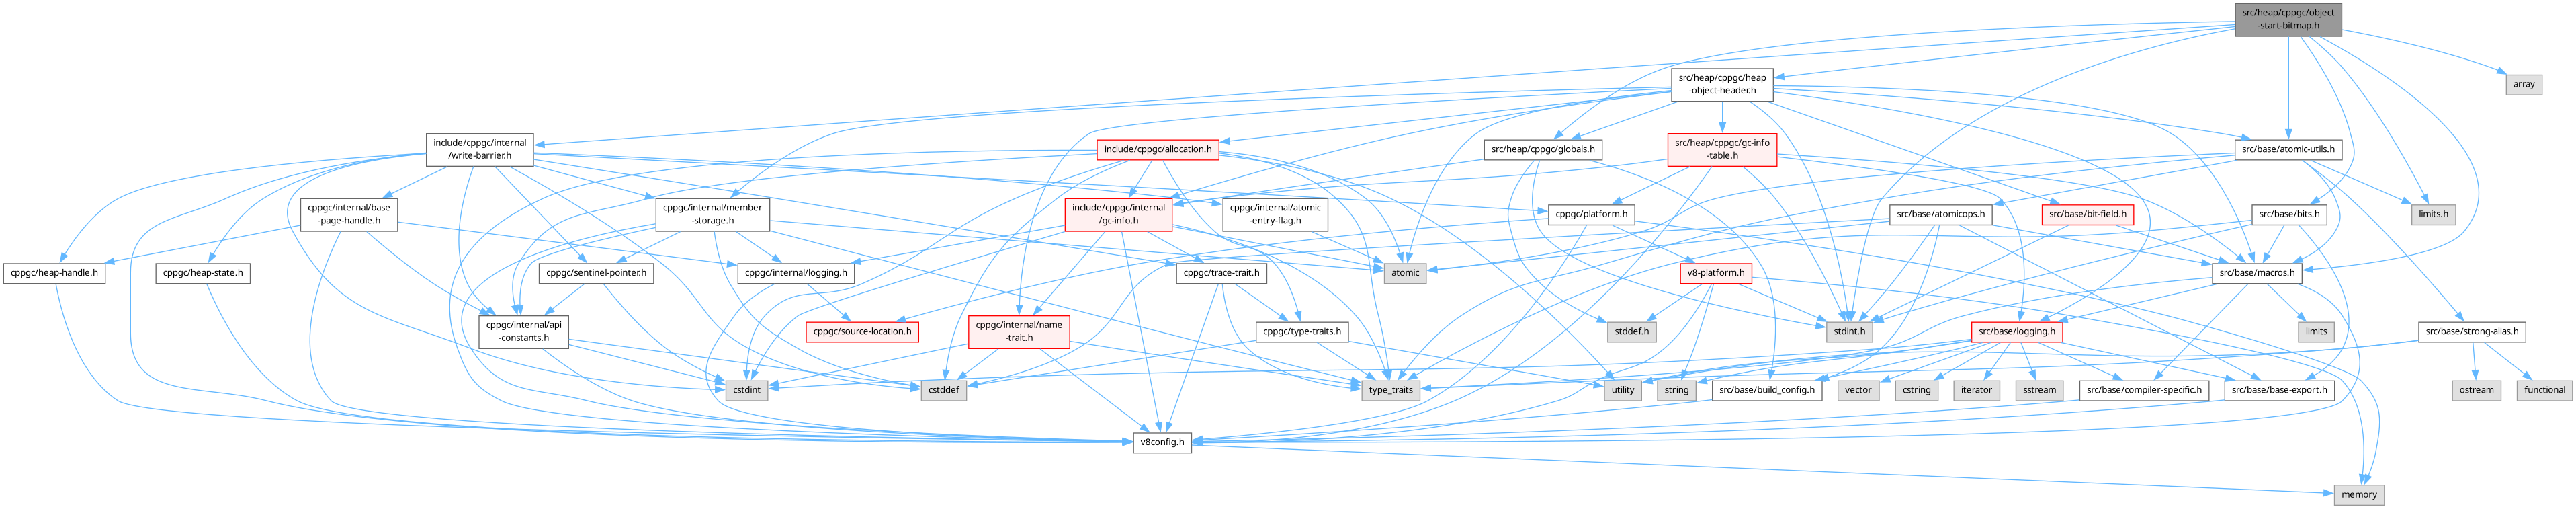 src/heap/cppgc/object
-start-bitmap.h
src/heap/cppgc/heap
-object-header.h
array
include/cppgc/internal
/write-barrier.h
include/cppgc/allocation.h
src/heap/cppgc/globals.h
src/heap/cppgc/gc-info
-table.h
src/base/atomic-utils.h
cppgc/internal/base
-page-handle.h
cppgc/internal/member
-storage.h
include/cppgc/internal
/gc-info.h
cppgc/internal/atomic
-entry-flag.h
cppgc/platform.h
src/base/atomicops.h
src/base/bit-field.h
src/base/bits.h
limits.h
cppgc/heap-handle.h
cppgc/heap-state.h
cppgc/sentinel-pointer.h
cppgc/internal/logging.h
cppgc/trace-trait.h
atomic
v8-platform.h
src/base/macros.h
cppgc/internal/api
-constants.h
cppgc/source-location.h
cppgc/internal/name
-trait.h
cppgc/type-traits.h
stddef.h
stdint.h
src/base/logging.h
limits
src/base/strong-alias.h
cstdint
cstddef
type_traits
utility
string
src/base/build_config.h
vector
cstring
iterator
sstream
src/base/compiler-specific.h
src/base/base-export.h
ostream
functional
v8config.h
memory